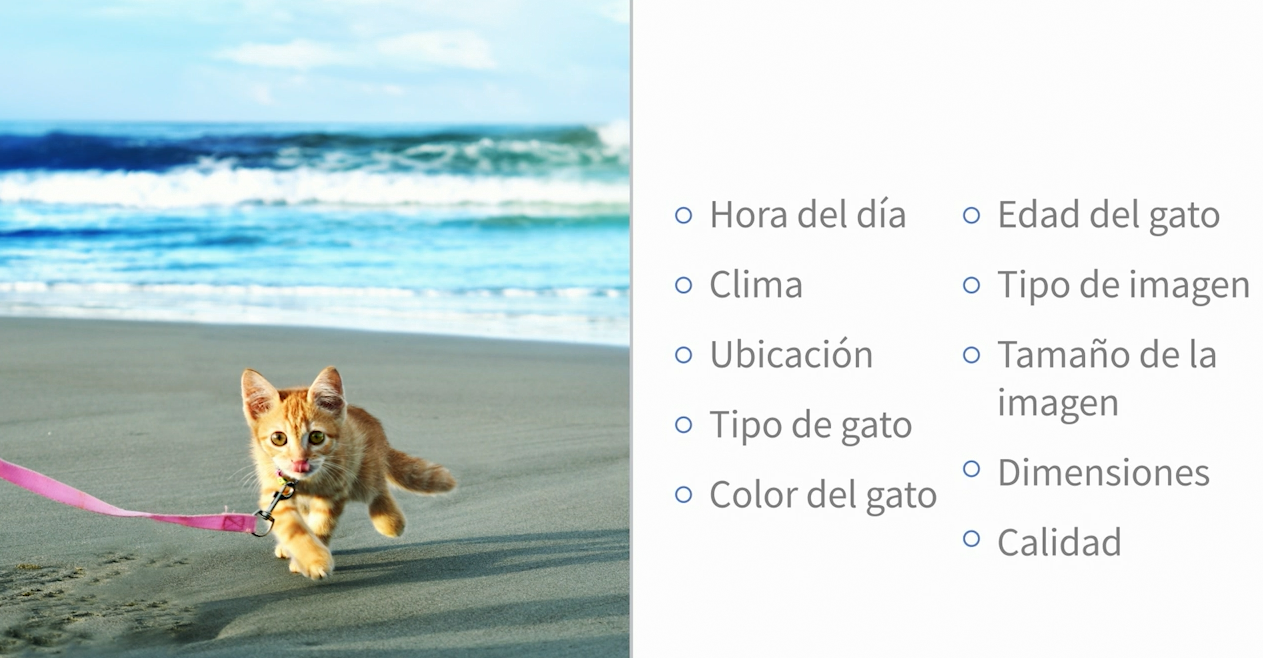 Hora del día
Clima
Ubicación
Tipo de gato
Color del gato
Edad del gato
Tipo de imagen
Tamaño de la
imagen
Dimensiones
Calidad